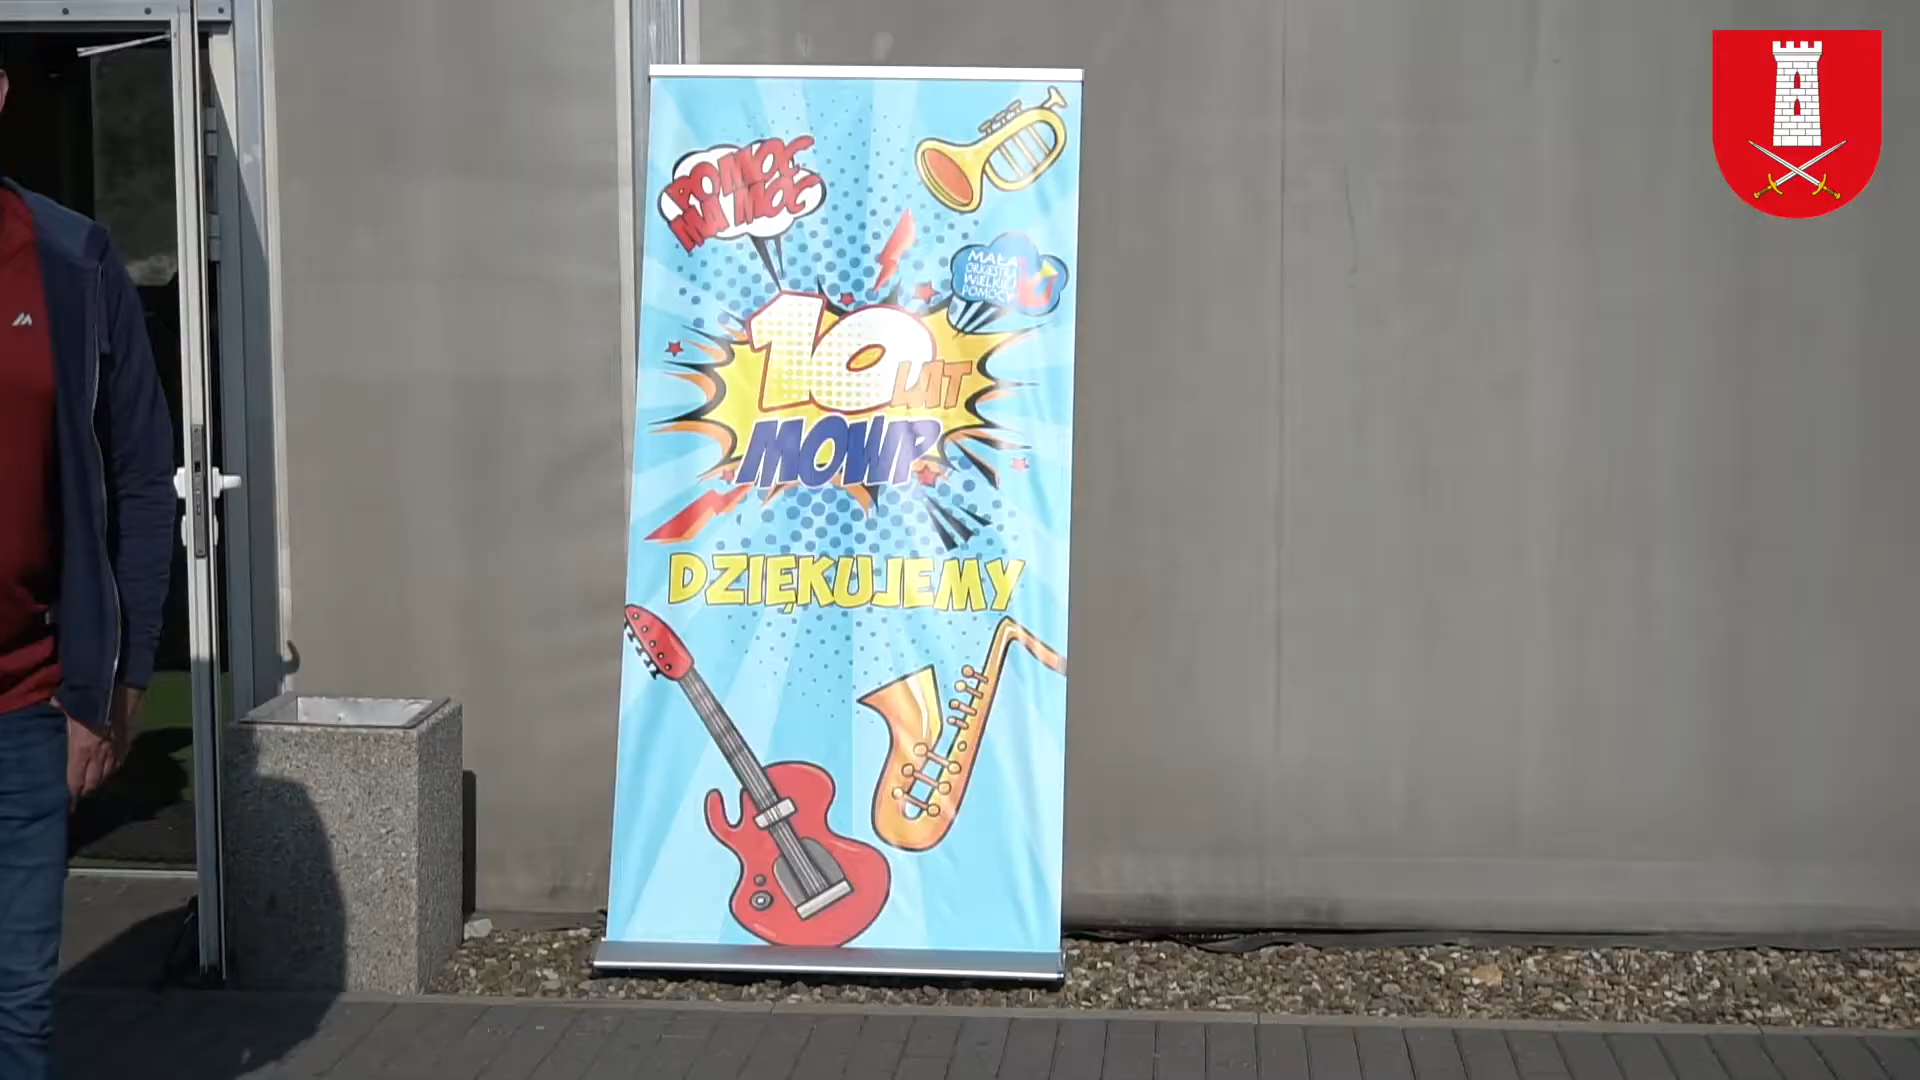 POMOC
MA MOC
MAŁA
ORKIESTRA
WIELKIEJ
POMOCY
10 LAT
MOWP
DZIĘKUJEMY